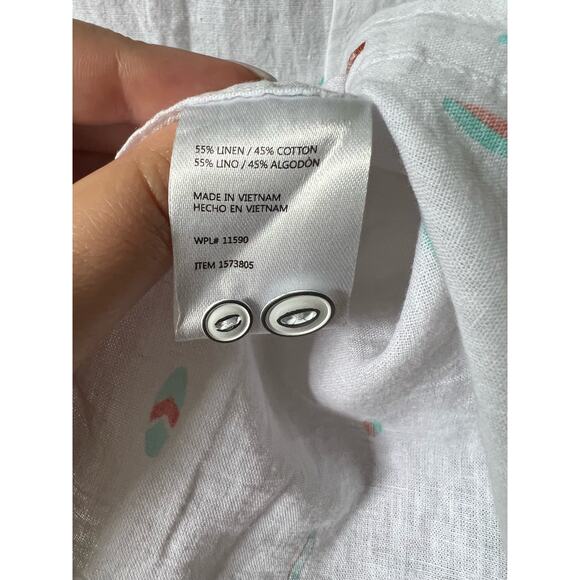 55% LINEN / 45% COTTON
55% LINO / 45% ALGODÓN
MADE IN VIETNAM
HECHO EN VIETNAM
WPL# 11590
ITEM 1573805